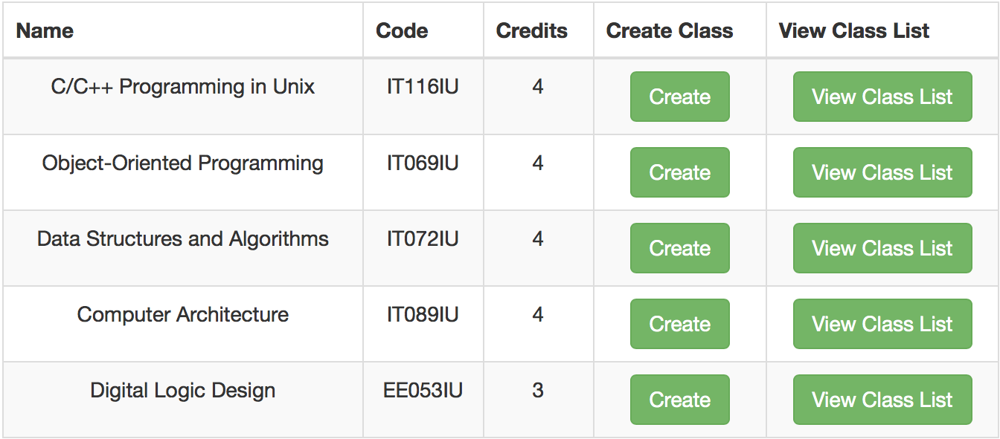 Name Code Credits Create Class View Class List
C/C++ Programming in Unix IT116IU 4 Create View Class List
Object-Oriented Programming IT069IU 4 Create View Class List
Data Structures and Algorithms IT072IU 4 Create View Class List
Computer Architecture IT089IU 4 Create View Class List
Digital Logic Design EE053IU 3 Create View Class List